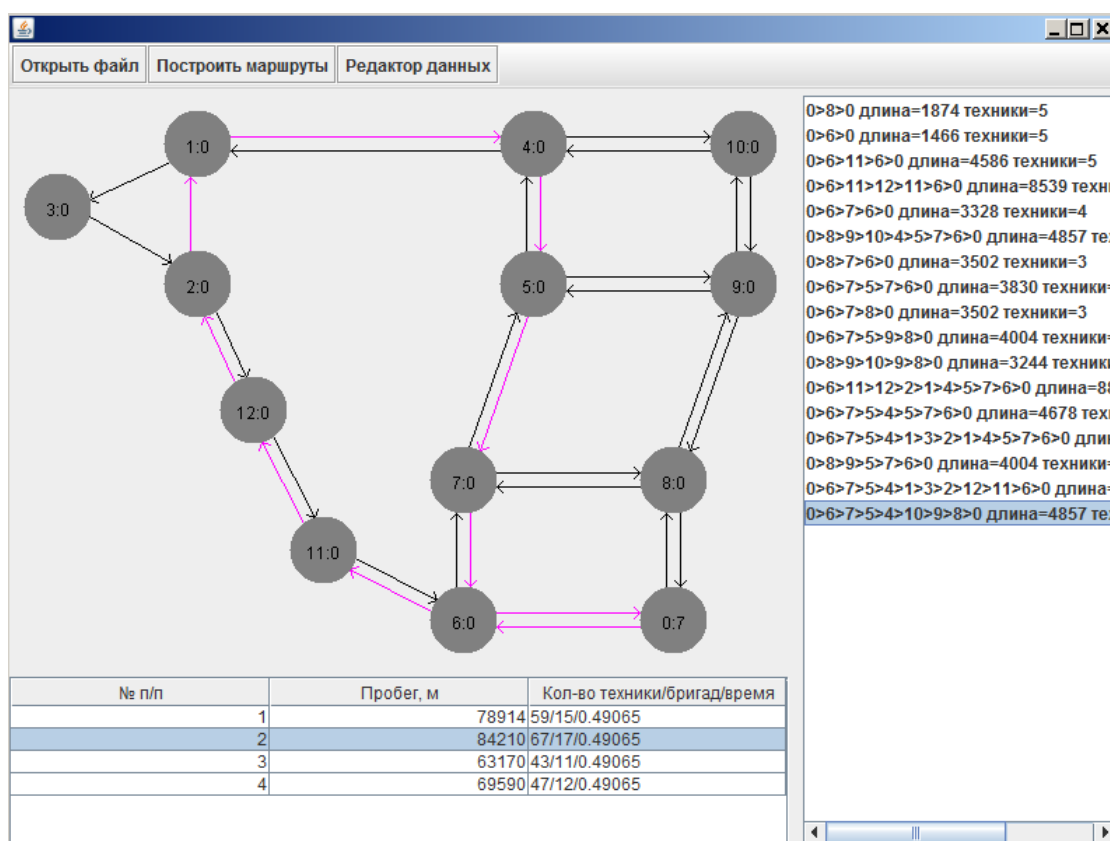 Открыть файл Построить маршруты Редактор данных
1:0
4:0
10:0
3:0
2:0
5:0
9:0
12:0
7:0
8:0
11:0
6:0
0:7
0>8>0 длина=1874 техники=5
0>6>0 длина=1466 техники=5
0>6>11>6>0 длина=4586 техники=5
0>6>11>12>11>6>0 длина=8539
0>6>7>6>0 длина=3328 техники=4
0>8>9>10>4>5>7>6>0 длина=4857
0>8>7>6>0 длина=3502 техники=3
0>6>7>5>7>6>0 длина=3830 техники=
0>6>7>8>0 длина=3502 техники=3
0>6>7>5>9>8>0 длина=4004 техники=
0>8>9>10>9>8>0 длина=3244 техники
0>6>11>12>2>1>4>5>7>6>0
0>6>7>5>4>5>7>6>0 длина=4678
0>6>7>5>4>1>3>2>1>4>5>7>6>0
0>8>9>5>7>6>0 длина=4004 техники=
0>6>7>5>4>1>3>2>12>11>6>0 длина=
0>6>7>5>4>10>9>8>0 длина=4857
№ п/п Пробег, м Кол-во техники/бригад/время
1 78914 59/15/0.49065
2 84210 67/17/0.49065
3 63170 43/11/0.49065
4 69590 47/12/0.49065